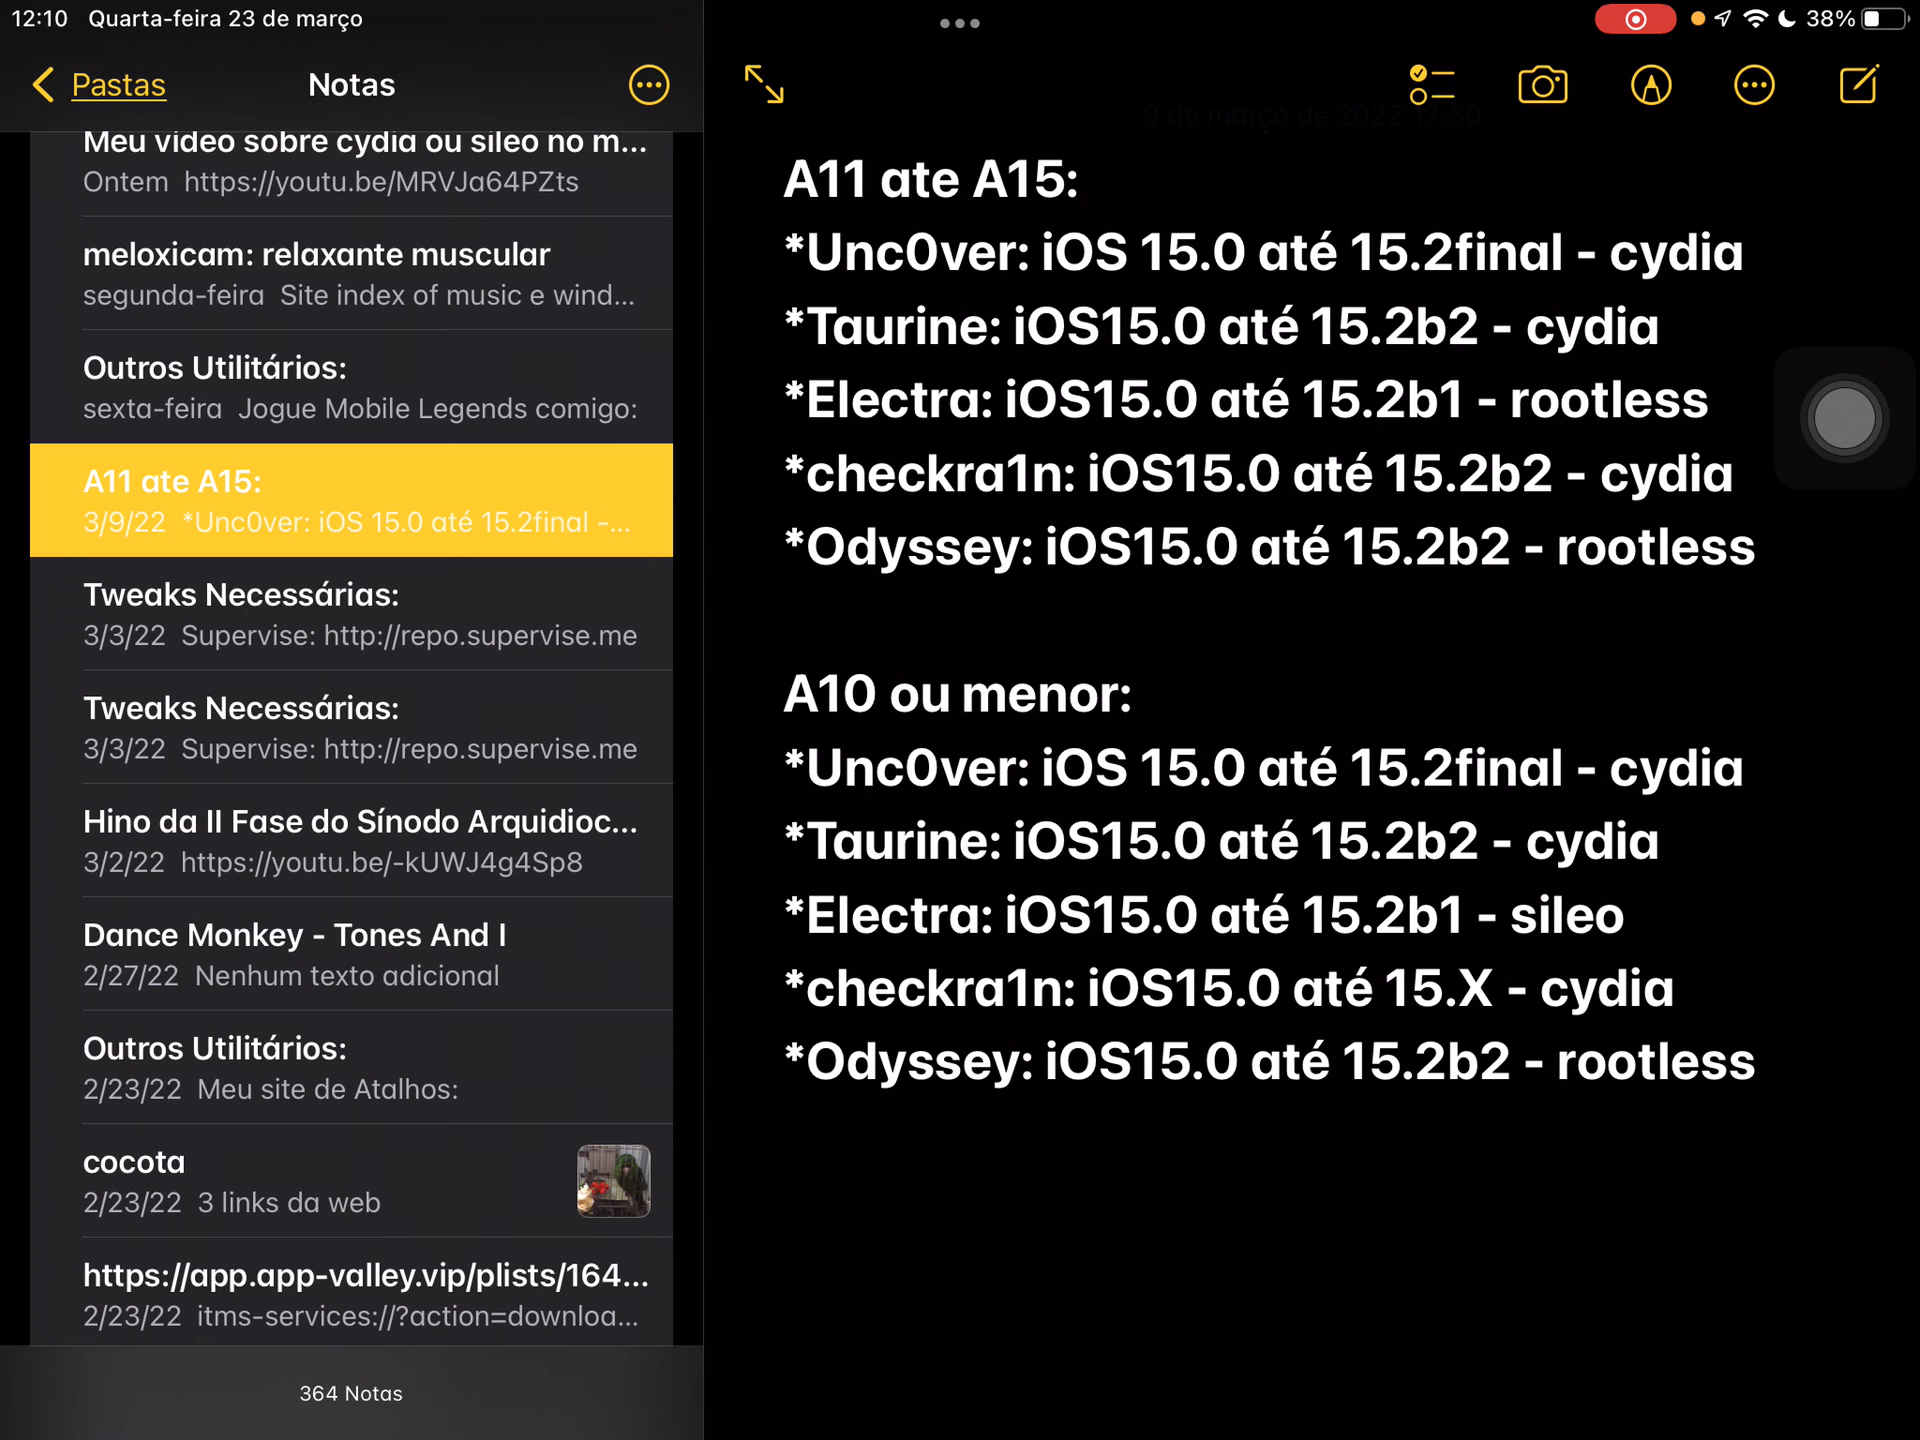 12:10 Quarta-feira 23 de março
38%
Pastas
Notas
Meu vídeo sobre cydia ou sileo no m...
Ontem https://youtu.be/MRVJa64PZts
meloxicam: relaxante muscular
segunda-feira Site index of music e wind...
Outros Utilitários:
sexta-feira Jogue Mobile Legends comigo:
A11 ate A15:
3/9/22 *Unc0ver: iOS 15.0 até 15.2final -...
Tweaks Necessárias:
3/3/22 Supervise: http://repo.supervise.me
Tweaks Necessárias:
3/3/22 Supervise: http://repo.supervise.me
Hino da II Fase do Sínodo Arquidioc...
3/2/22 https://youtu.be/-kUWJ4g4Sp8
Dance Monkey - Tones And I
2/27/22 Nenhum texto adicional
Outros Utilitários:
2/23/22 Meu site de Atalhos:
cocota
2/23/22 3 links da web
https://app.app-valley.vip/plists/164...
2/23/22 itms-services://?action=downloa...
364 Notas
9 de março de 2022 12:50
A11 ate A15:
*Unc0ver: iOS 15.0 até 15.2final - cydia
*Taurine: iOS15.0 até 15.2b2 - cydia
*Electra: iOS15.0 até 15.2b1 - rootless
*checkra1n: iOS15.0 até 15.2b2 - cydia
*Odyssey: iOS15.0 até 15.2b2 - rootless
A10 ou menor:
*Unc0ver: iOS 15.0 até 15.2final - cydia
*Taurine: iOS15.0 até 15.2b2 - cydia
*Electra: iOS15.0 até 15.2b1 - sileo
*checkra1n: iOS15.0 até 15.X - cydia
*Odyssey: iOS15.0 até 15.2b2 - rootless